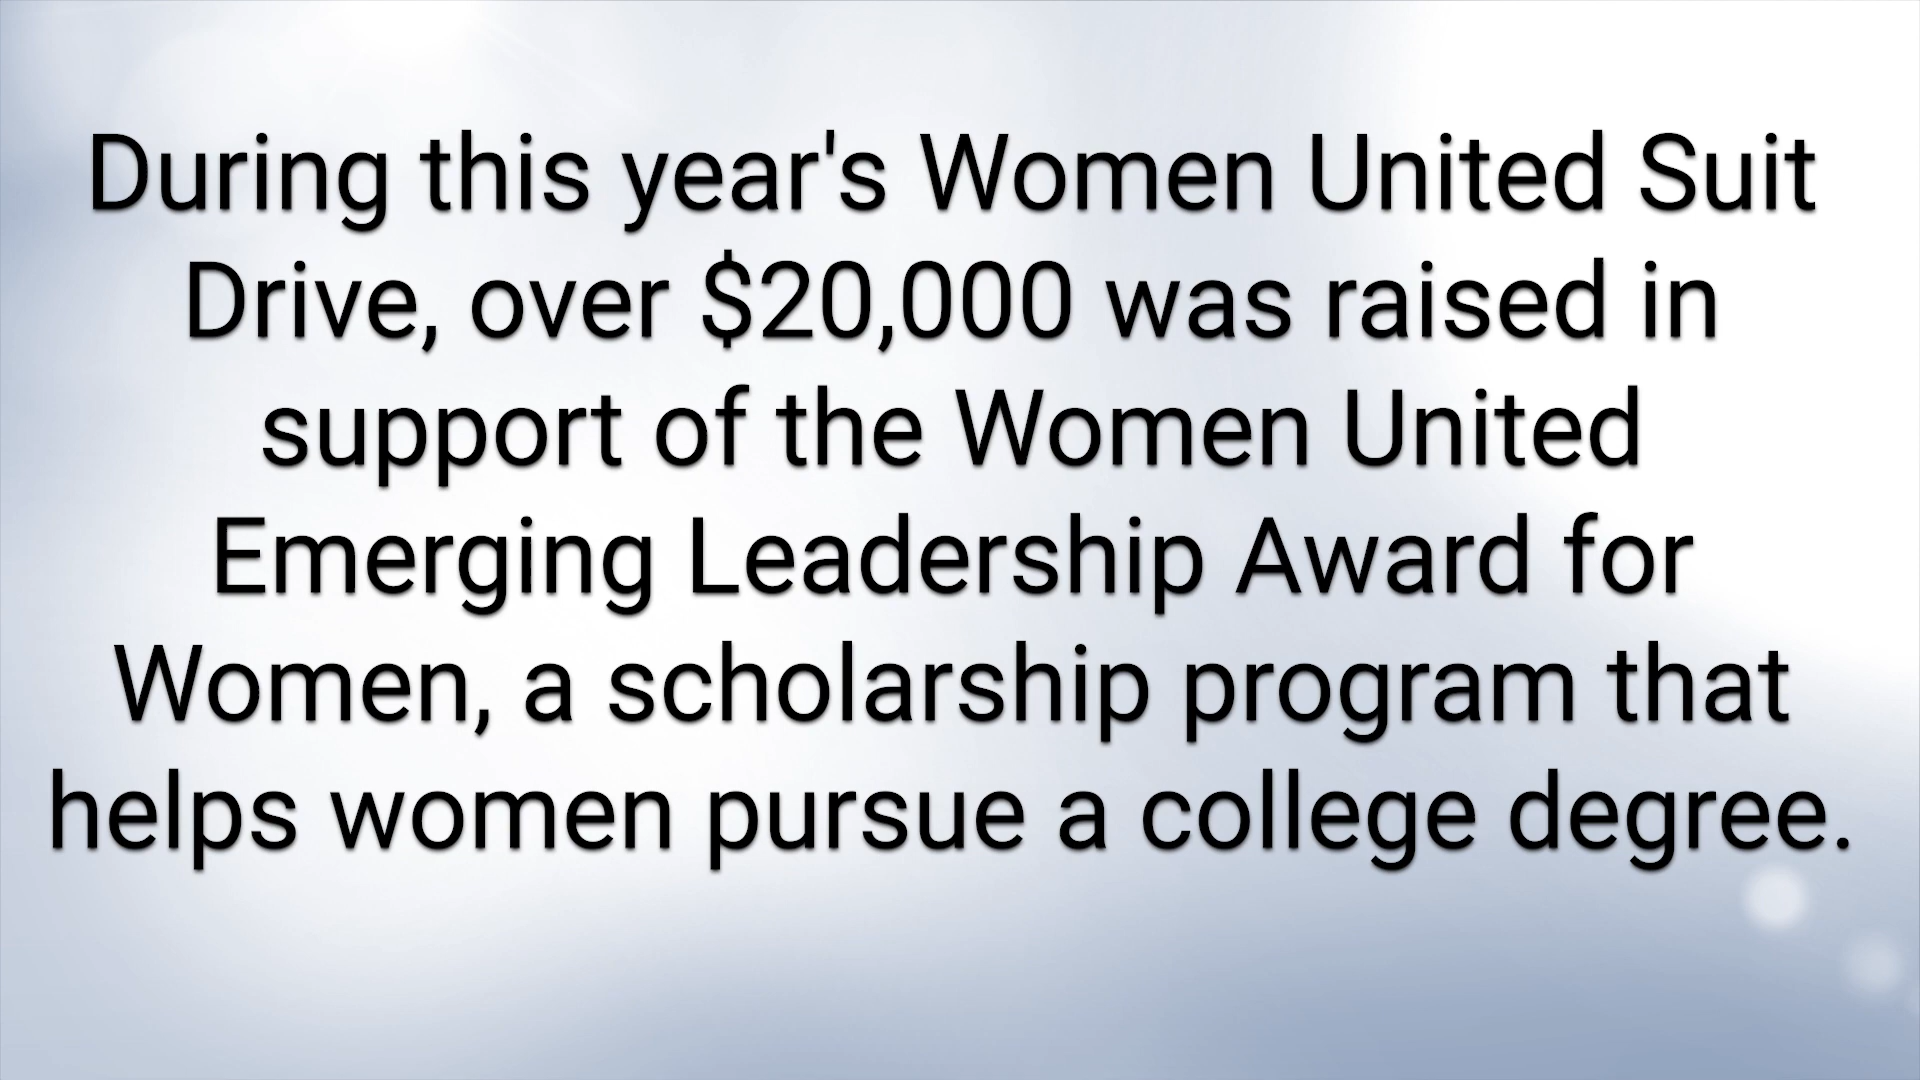 During this year's Women United Suit
Drive, over $20,000 was raised in
support of the Women United
Emerging Leadership Award for
Women, a scholarship program that
helps women pursue a college degree.